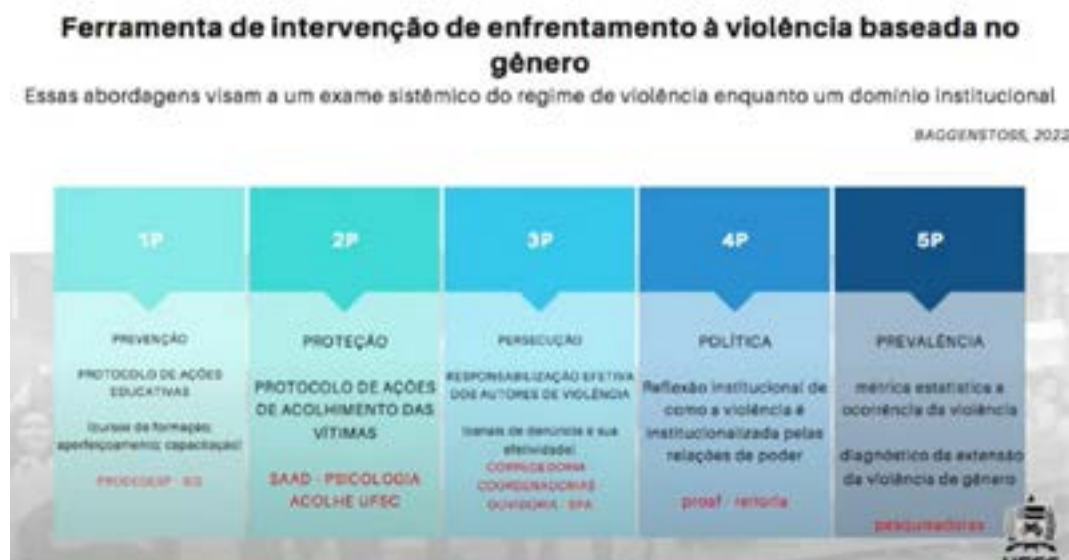 Ferramenta de intervenção de enfrentamento à violência baseada no
gênero
Essas abordagens visam a um exame sistêmico do regime de violência enquanto um domínio institucional
BAGGENSTOSS, 2022
1P
PREVENÇÃO
PROTOCOLO DE AÇÕES
EDUCATIVAS
(cursos de formação;
aperfeiçoamento; capacitação)
PRODEGESP
2P
PROTEÇÃO
PROTOCOLO DE AÇÕES
DE ACOLHIMENTO DAS
VÍTIMAS
SAAD - PSICOLOGIA
ACOLHE UFSC
3P
PERSECUÇÃO
RESPONSABILIZAÇÃO EFETIVA
DOS AUTORES DE VIOLÊNCIA
(canais de denúncia e sua
efetividade)
CORREGEDORIA
COORDENADORIAS
OUVIDORIA
4P
POLÍTICA
Reflexão institucional de
como a violência é
institucionalizada pelas
relações de poder
reitoria
5P
PREVALÊNCIA
métrica estatística a
ocorrência da violência
diagnóstico da extensão
da violência de gênero
pesquisadoras